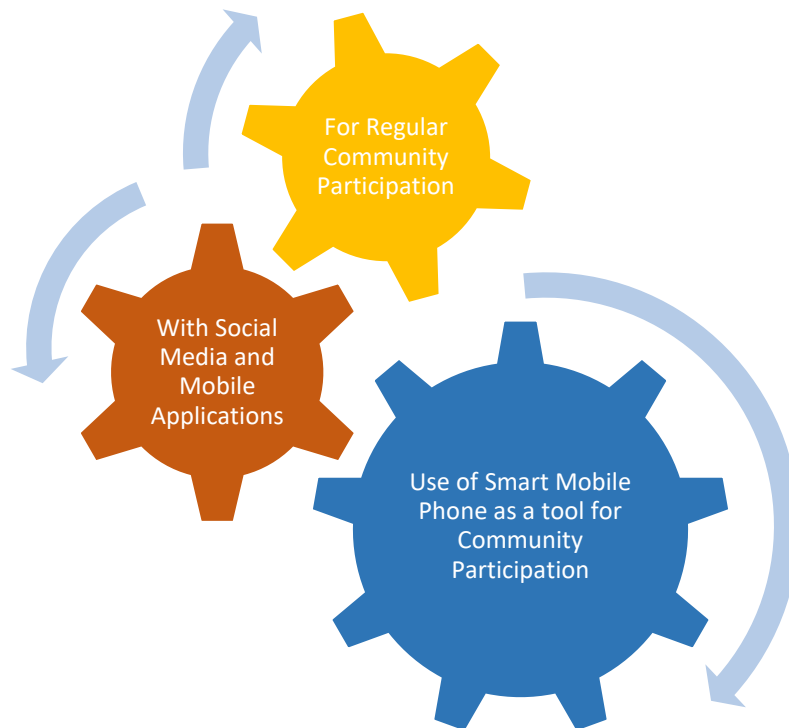 For Regular
Community
Participation
With Social
Media and
Mobile
Applications
Use of Smart Mobile
Phone as a tool for
Community
Participation